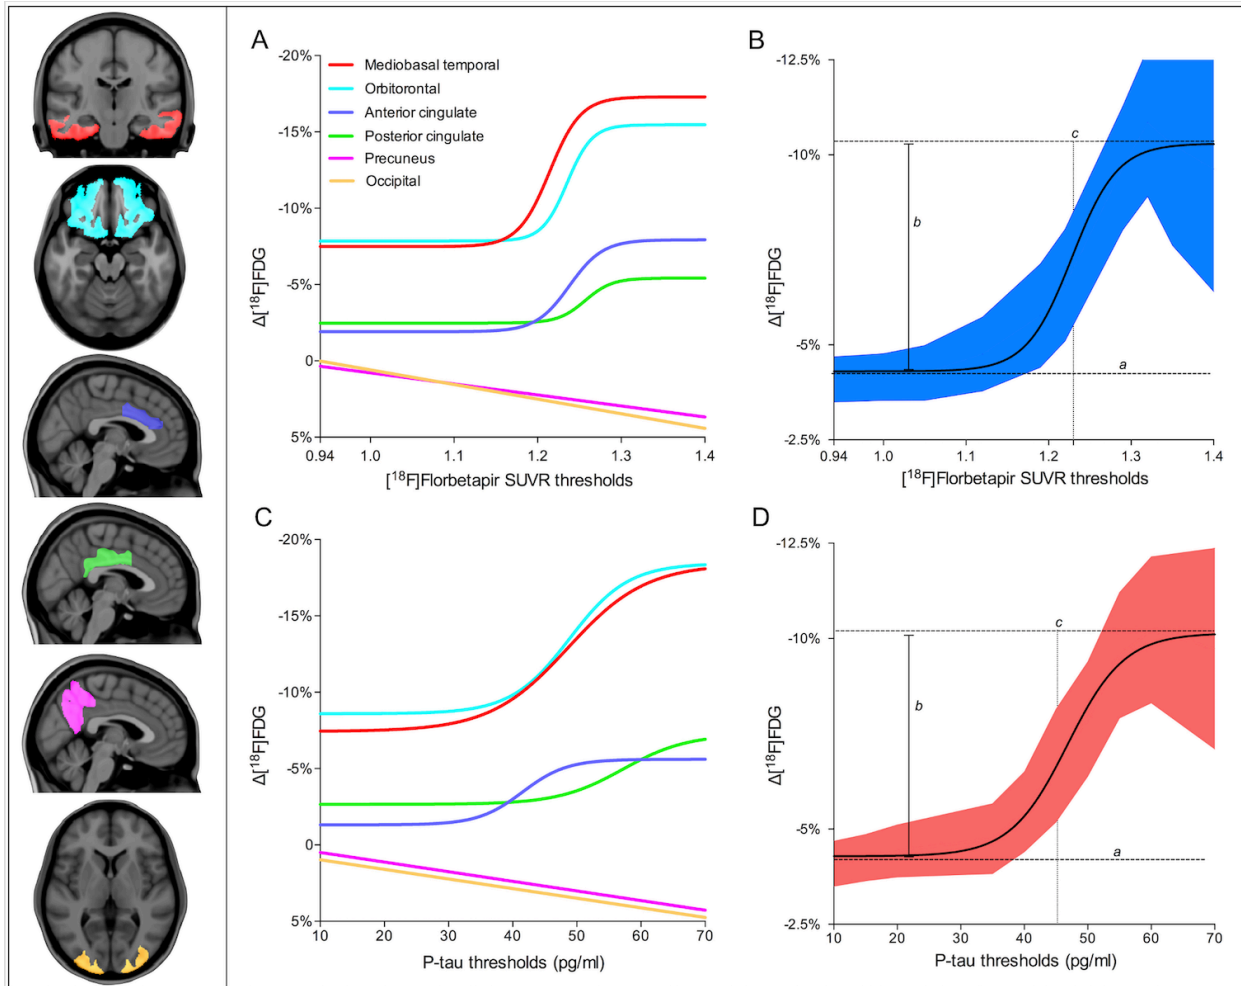 A
-20%
-15%
-10%
-5%
0
5%
Δ[¹⁸F]FDG
Mediobasal temporal
Orbitorontal
Anterior cingulate
Posterior cingulate
Precuneus
Occipital
0.94 1.0 1.1 1.2 1.3 1.4
[¹⁸F]Florbetapir SUVR thresholds
B
-12.5%
-10%
-5%
-2.5%
Δ[¹⁸F]FDG
c
b
a
0.94 1.0 1.1 1.2 1.3 1.4
[¹⁸F]Florbetapir SUVR thresholds
C
-20%
-15%
-10%
-5%
0
5%
Δ[¹⁸F]FDG
10 20 30 40 50 60 70
P-tau thresholds (pg/ml)
D
-12.5%
-10%
-5%
-2.5%
Δ[¹⁸F]FDG
c
b
a
10 20 30 40 50 60 70
P-tau thresholds (pg/ml)